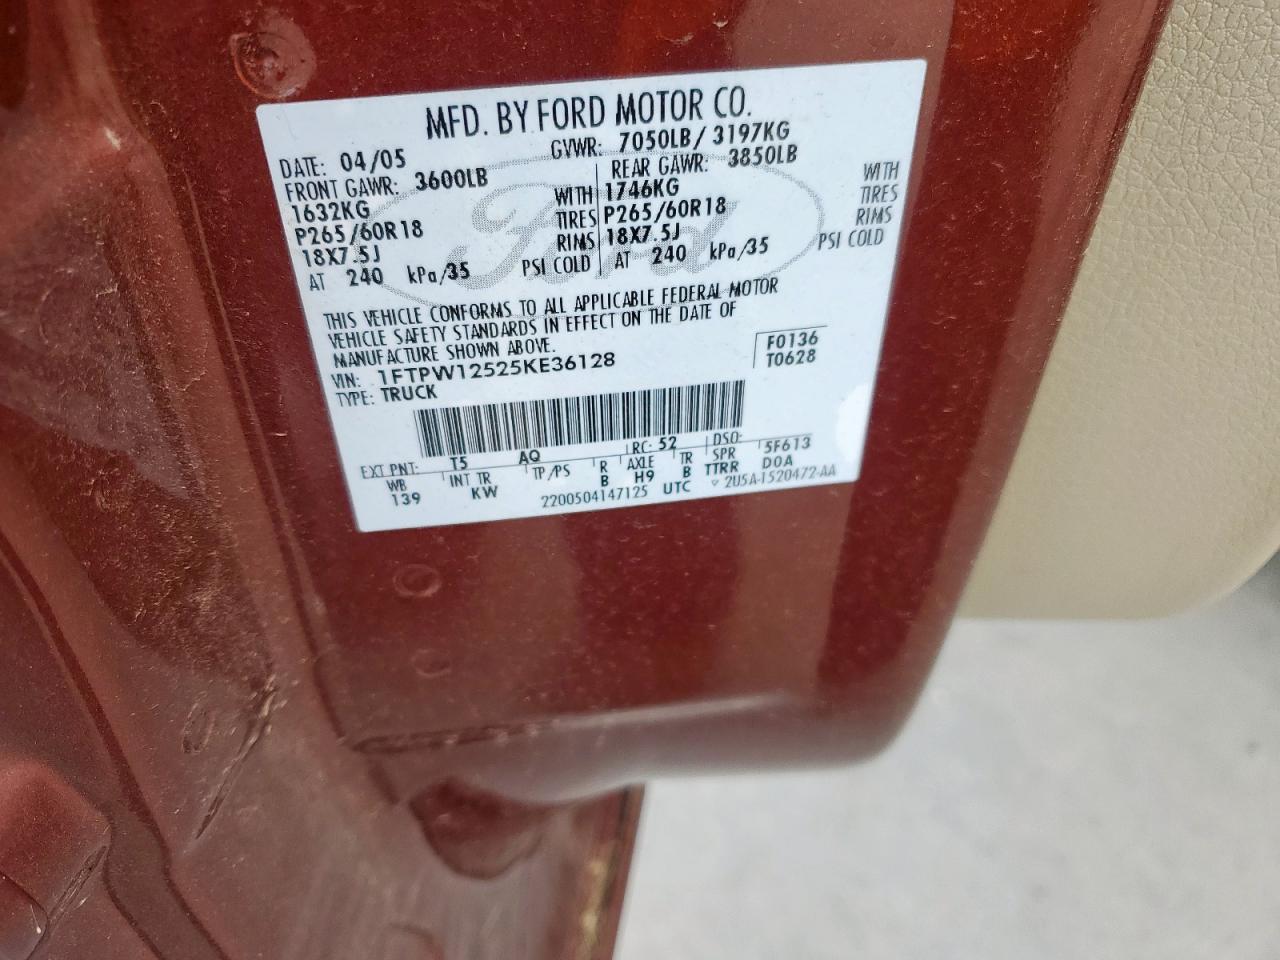 MFD. BY FORD MOTOR CO.
DATE: 04/05 GVWR: 7050LB/ 3197KG
FRONT GAWR: 3600LB REAR GAWR: 3850LB
1632KG WITH 1746KG WITH
P265/60R18 TIRES P265/60R18 TIRES
18X7.5J RIMS 18X7.5J RIMS
AT 240 kPa/35 PSI COLD AT 240 kPa/35 PSI COLD
Ford
THIS VEHICLE CONFORMS TO ALL APPLICABLE FEDERAL MOTOR
VEHICLE SAFETY STANDARDS IN EFFECT ON THE DATE OF
MANUFACTURE SHOWN ABOVE.
VIN: 1FTPW12525KE36128
TYPE: TRUCK
F0136
T0628
EXT PNT: T5 AQ RC: 52 DSO: 5F613
WB INT TR TP/PS R AXLE TR SPR DOA
139 KW B H9 B TTRR
2200504147125 UTC ▽ 2U5A-1520472-AA